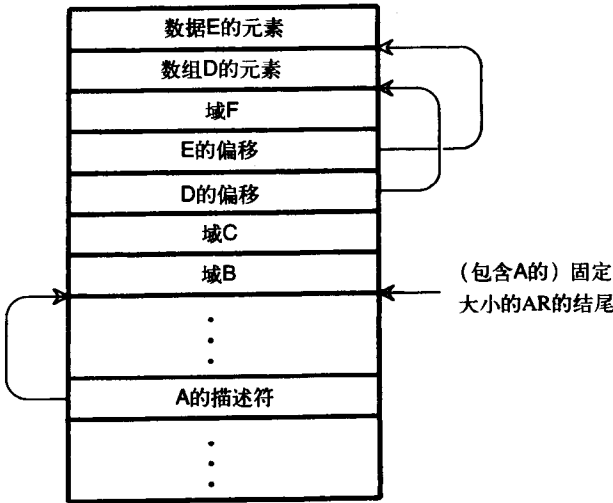 数据E的元素
数组D的元素
域F
E的偏移
D的偏移
域C
域B
(包含A的)固定
大小的AR的结尾
A的描述符